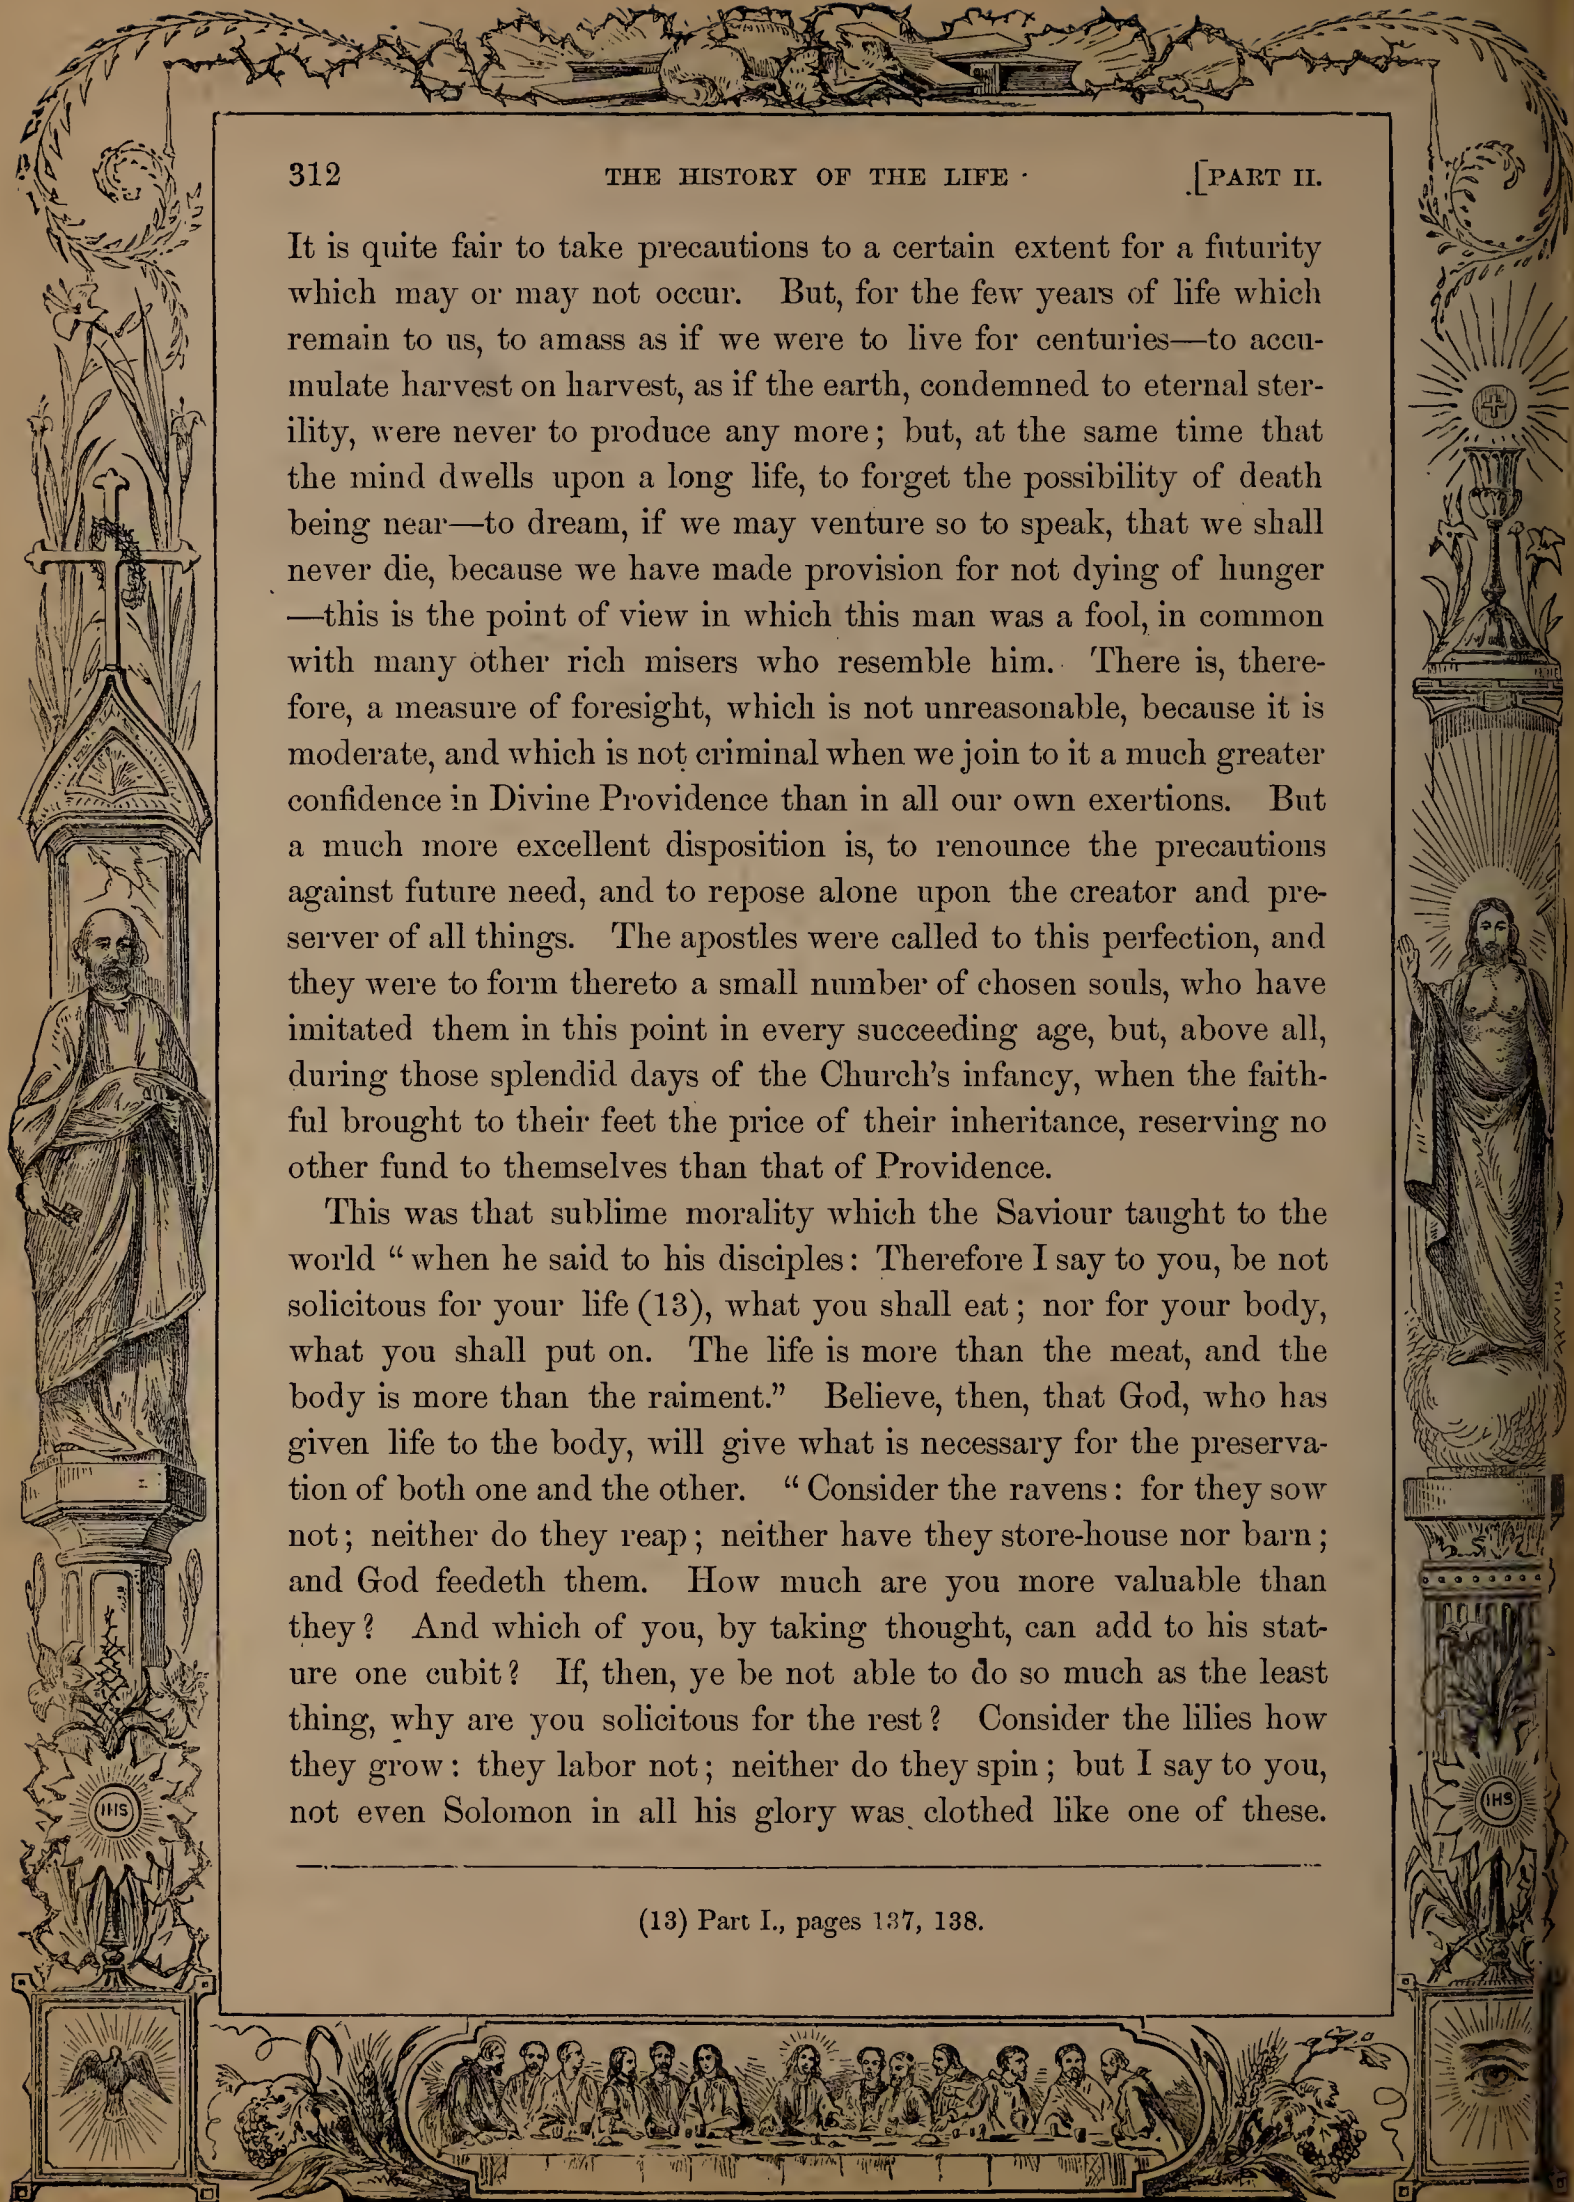 312 THE HISTORY OF THE LIFE [PART II.
It is quite fair to take precautions to a certain extent for a futurity
which may or may not occur. But, for the few years of life which
remain to us, to amass as if we were to live for centuries—to accu-
mulate harvest on harvest, as if the earth, condemned to eternal ster-
ility, were never to produce any more; but, at the same time that
the mind dwells upon a long life, to forget the possibility of death
being near—to dream, if we may venture so to speak, that we shall
never die, because we have made provision for not dying of hunger
—this is the point of view in which this man was a fool, in common
with many other rich misers who resemble him. There is, there-
fore, a measure of foresight, which is not unreasonable, because it is
moderate, and which is not criminal when we join to it a much greater
confidence in Divine Providence than in all our own exertions. But
a much more excellent disposition is, to renounce the precautions
against future need, and to repose alone upon the creator and pre-
server of all things. The apostles were called to this perfection, and
they were to form thereto a small number of chosen souls, who have
imitated them in this point in every succeeding age, but, above all,
during those splendid days of the Church's infancy, when the faith-
ful brought to their feet the price of their inheritance, reserving no
other fund to themselves than that of Providence.
This was that sublime morality which the Saviour taught to the
world "when he said to his disciples: Therefore I say to you, be not
solicitous for your life (13), what you shall eat; nor for your body,
what you shall put on. The life is more than the meat, and the
body is more than the raiment." Believe, then, that God, who has
given life to the body, will give what is necessary for the preserva-
tion of both one and the other. "Consider the ravens: for they sow
not; neither do they reap; neither have they store-house nor barn;
and God feedeth them. How much are you more valuable than
they? And which of you, by taking thought, can add to his stat-
ure one cubit? If, then, ye be not able to do so much as the least
thing, why are you solicitous for the rest? Consider the lilies how
they grow: they labor not; neither do they spin; but I say to you,
not even Solomon in all his glory was clothed like one of these.
(13) Part I., pages 137, 138.
IHS
IHS